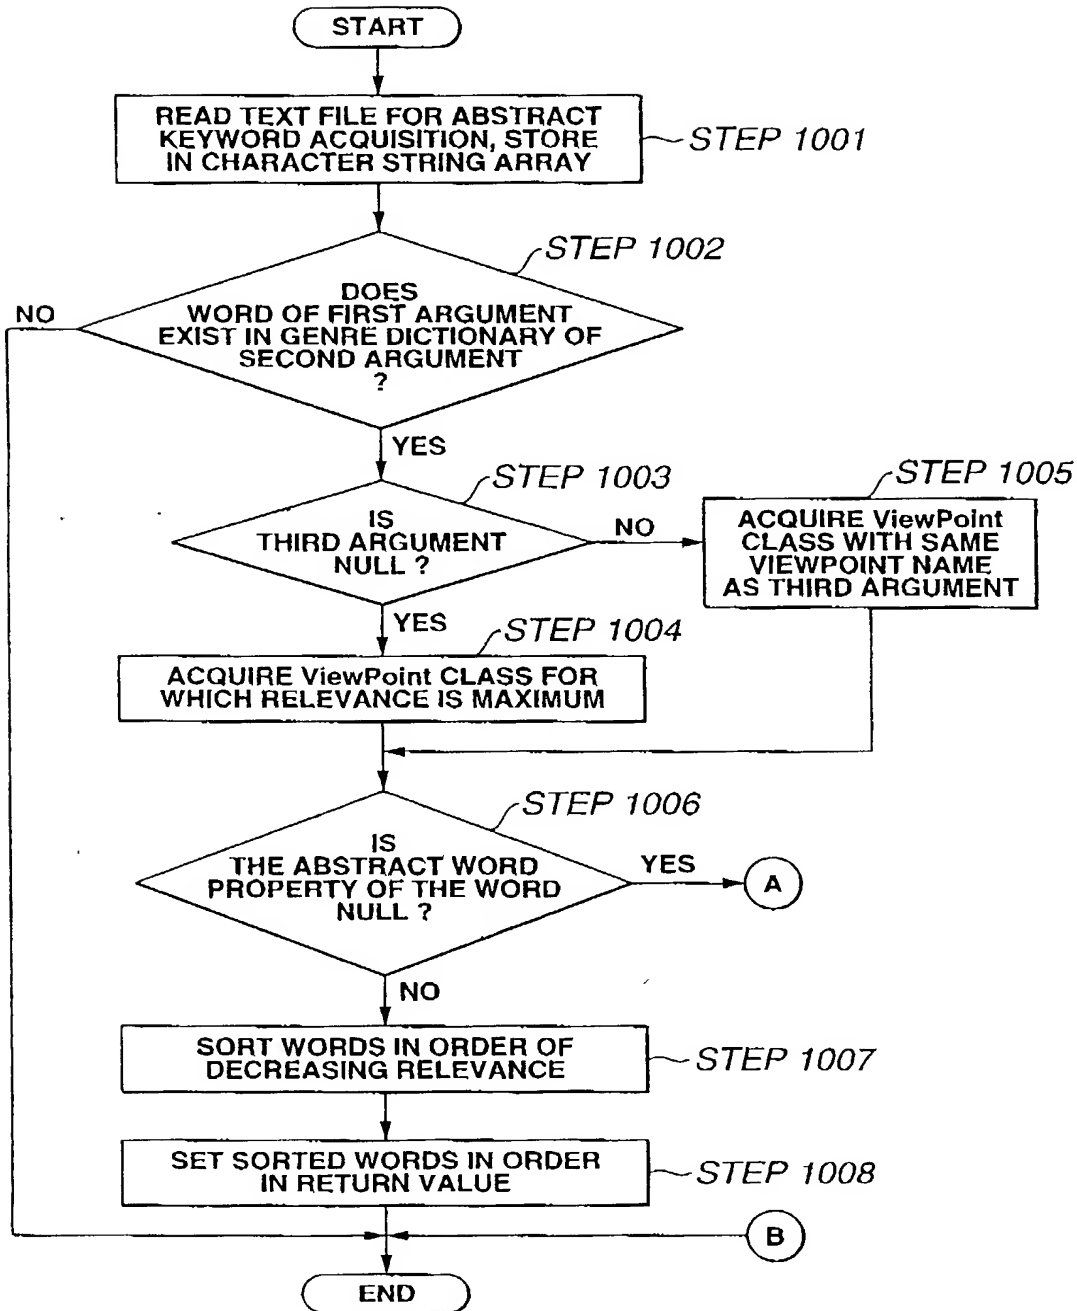 START
READ TEXT FILE FOR ABSTRACT
KEYWORD ACQUISITION, STORE
IN CHARACTER STRING ARRAY
STEP 1001
STEP 1002
DOES
WORD OF FIRST ARGUMENT
EXIST IN GENRE DICTIONARY OF
SECOND ARGUMENT
?
NO
YES
STEP 1003
IS
THIRD ARGUMENT
NULL ?
NO
STEP 1005
ACQUIRE ViewPoint
CLASS WITH SAME
VIEWPOINT NAME
AS THIRD ARGUMENT
YES
STEP 1004
ACQUIRE ViewPoint CLASS FOR
WHICH RELEVANCE IS MAXIMUM
STEP 1006
IS
THE ABSTRACT WORD
PROPERTY OF THE WORD
NULL ?
YES
A
NO
SORT WORDS IN ORDER OF
DECREASING RELEVANCE
STEP 1007
SET SORTED WORDS IN ORDER
IN RETURN VALUE
STEP 1008
B
END